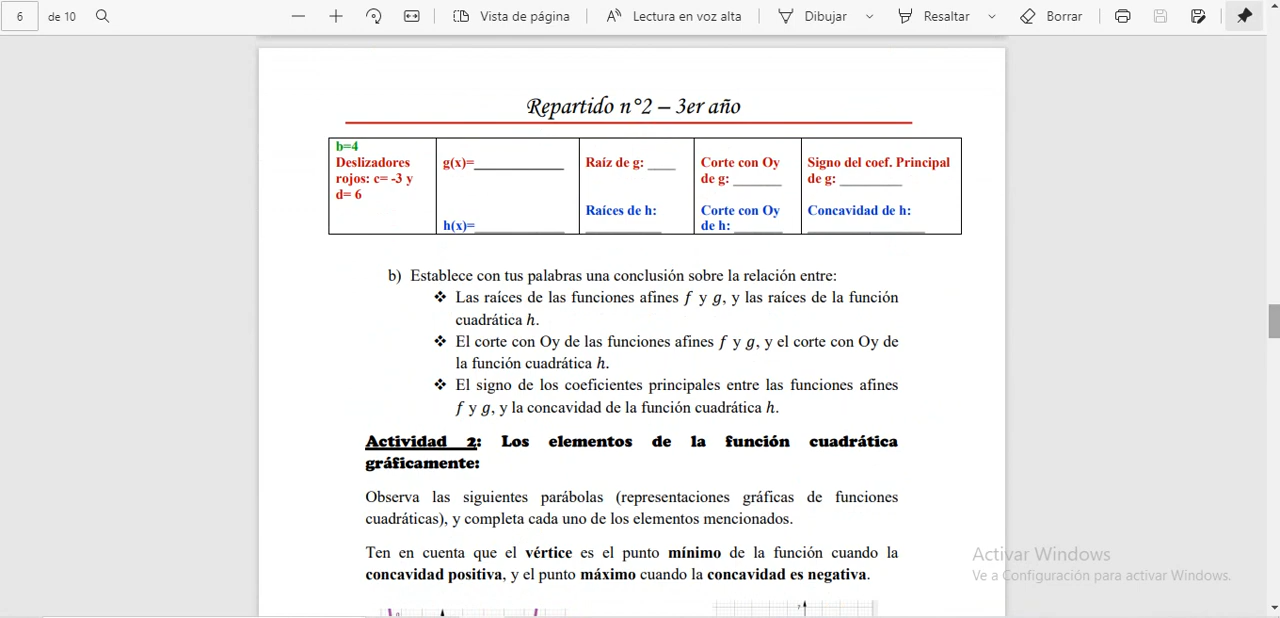 6 de 10 Vista de página Lectura en voz alta Dibujar Resaltar Borrar
Repartido n°2 – 3er año
b=4
Deslizadores
rojos: c= -3 y
d= 6
g(x)=____________
h(x)=____________
Raíz de g: ____
Raíces de h:
___________
Corte con Oy
de g: _______
Corte con Oy
de h: _______
Signo del coef. Principal
de g: _________
Concavidad de h:
_________________
b) Establece con tus palabras una conclusión sobre la relación entre:
❖ Las raíces de las funciones afines f y g, y las raíces de la función
cuadrática h.
❖ El corte con Oy de las funciones afines f y g, y el corte con Oy de
la función cuadrática h.
❖ El signo de los coeficientes principales entre las funciones afines
f y g, y la concavidad de la función cuadrática h.
Actividad 2: Los elementos de la función cuadrática
gráficamente:
Observa las siguientes parábolas (representaciones gráficas de funciones
cuadráticas), y completa cada uno de los elementos mencionados.
Ten en cuenta que el vértice es el punto mínimo de la función cuando la
concavidad positiva, y el punto máximo cuando la concavidad es negativa.
Activar Windows
Ve a Configuración para activar Windows.